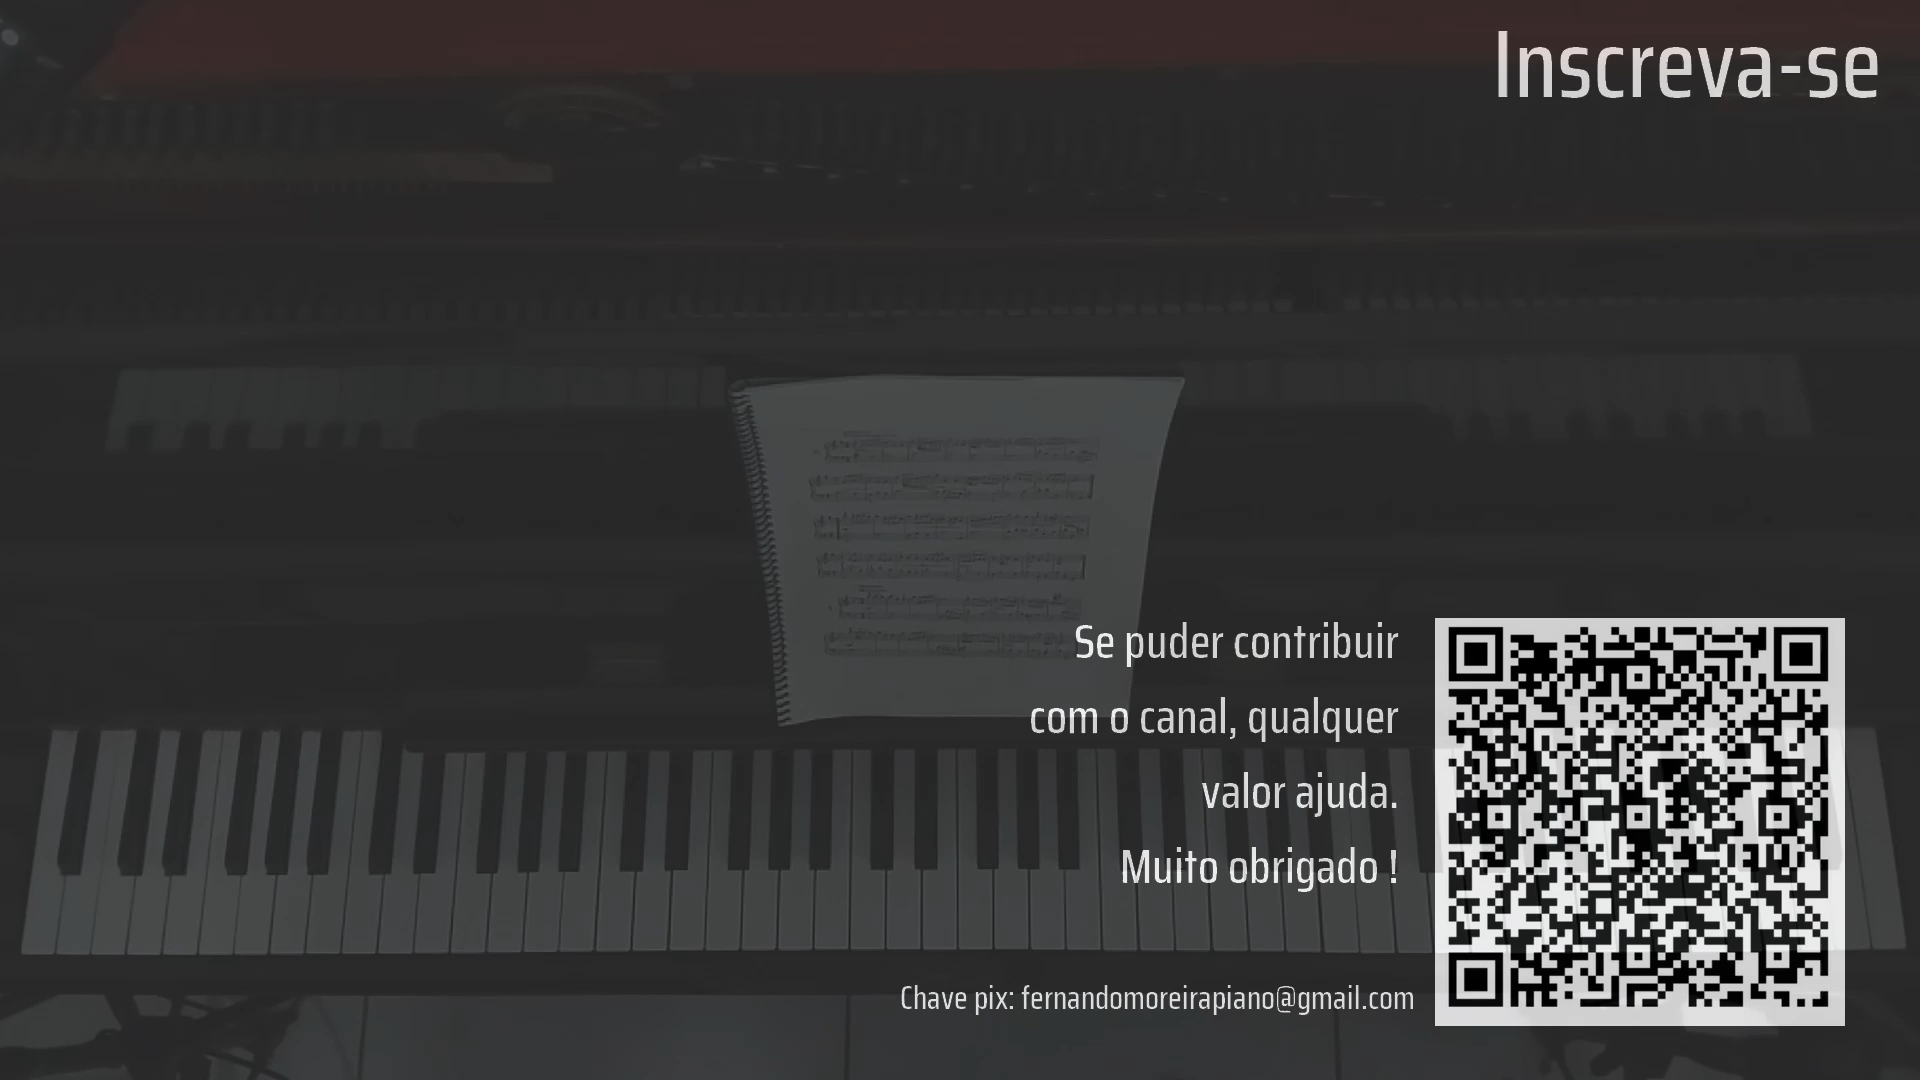 Inscreva-se
Se puder contribuir
com o canal, qualquer
valor ajuda.
Muito obrigado !
Chave pix: fernandomoreirapiano@gmail.com